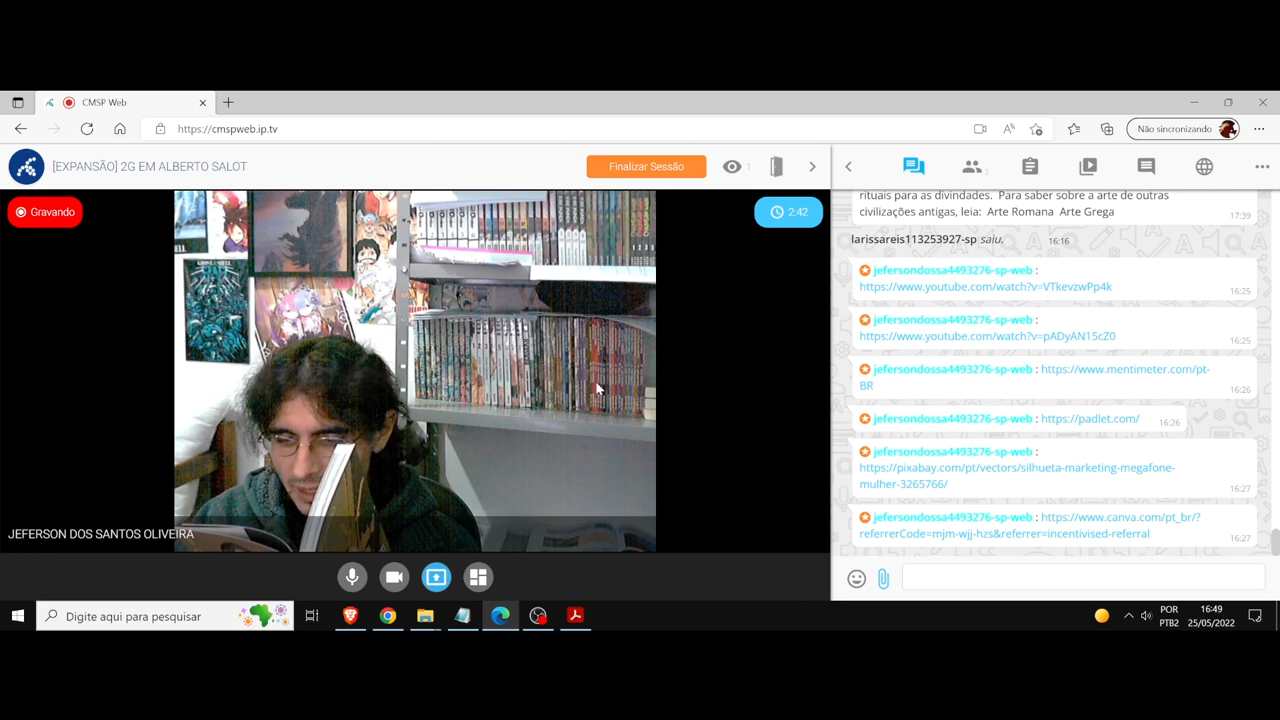 CMSP Web
https://cmspweb.ip.tv
Não sincronizando
[EXPANSÃO] 2G EM ALBERTO SALOT
Finalizar Sessão
1
1
Gravando
2:42
rituais para as divindades. Para saber sobre a arte de outras
civilizações antigas, leia: Arte Romana Arte Grega
17:39
larissareis113253927-sp saiu.
16:16
jefersondossa4493276-sp-web :
https://www.youtube.com/watch?v=VTkevzwPp4k
16:25
jefersondossa4493276-sp-web :
https://www.youtube.com/watch?v=pADyAN15cZ0
16:25
jefersondossa4493276-sp-web : https://www.mentimeter.com/pt-
BR
16:26
jefersondossa4493276-sp-web : https://padlet.com/
16:26
jefersondossa4493276-sp-web :
https://pixabay.com/pt/vectors/silhueta-marketing-megafone-
mulher-3265766/
16:27
jefersondossa4493276-sp-web : https://www.canva.com/pt_br/?
referrerCode=mjm-wjj-hzs&referrer=incentivised-referral
16:27
JEFERSON DOS SANTOS OLIVEIRA
Digite aqui para pesquisar
POR
PTB2
16:49
25/05/2022